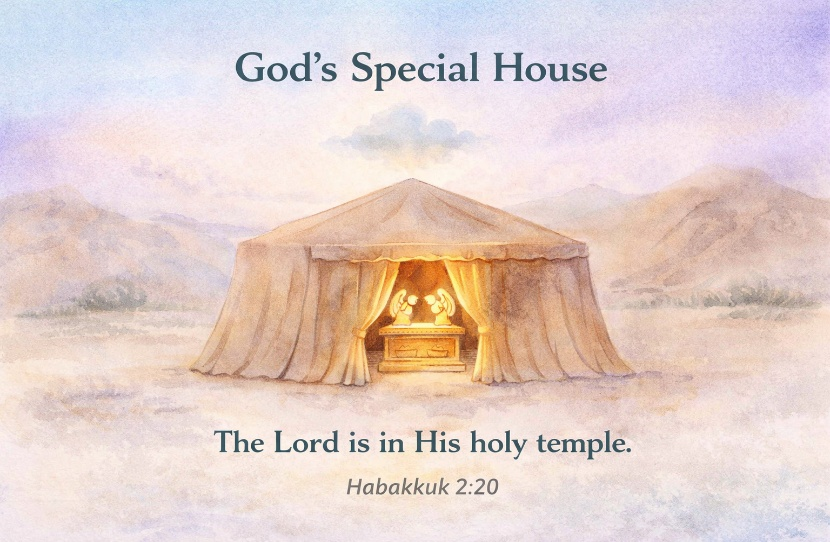 God’s Special House
The Lord is in His holy temple.
Habakkuk 2:20